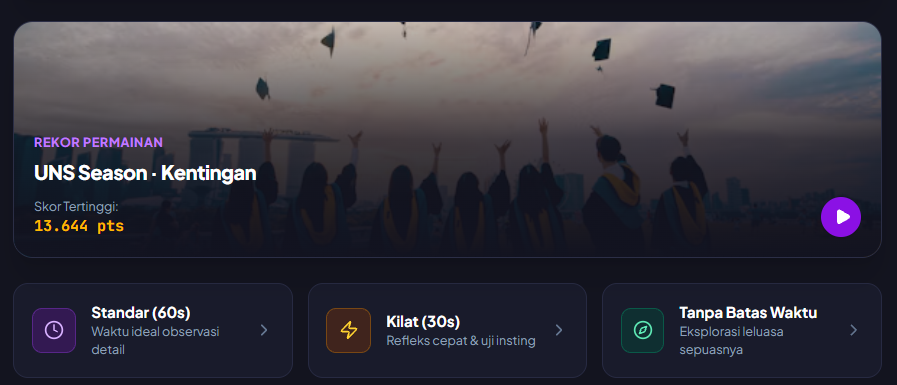 REKOR PERMAINAN
UNS Season · Kentingan
Skor Tertinggi:
13.644 pts
Standar (60s)
Waktu ideal observasi
detail
Kilat (30s)
Refleks cepat & uji insting
Tanpa Batas Waktu
Eksplorasi leluasa
sepuasnya